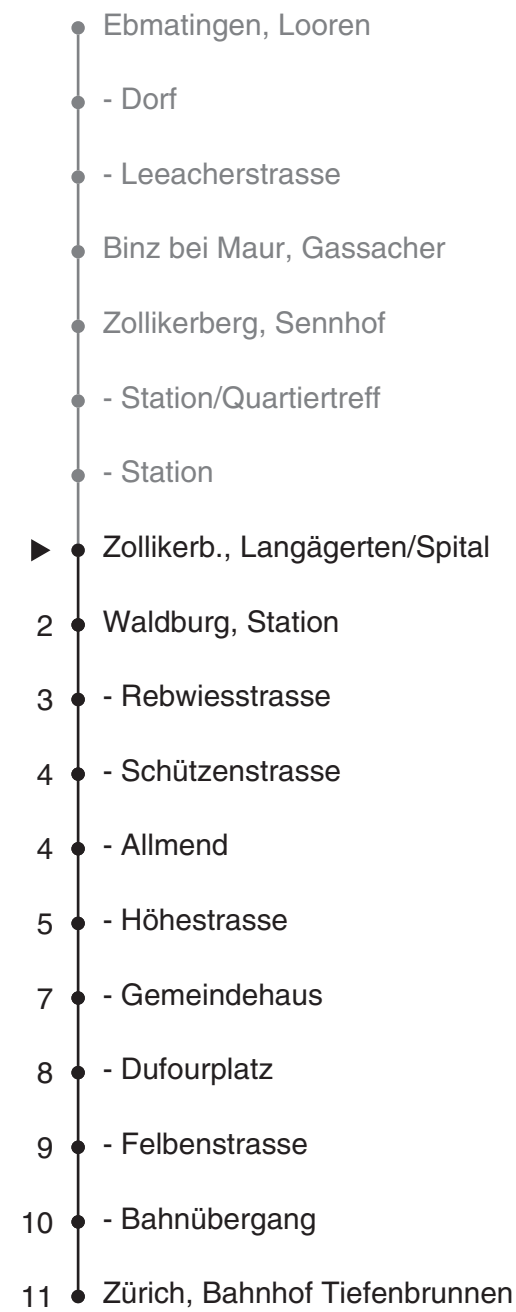 Ebmatingen, Looren
- Dorf
- Leeacherstrasse
Binz bei Maur, Gassacher
Zollikerberg, Sennhof
- Station/Quartiertreff
- Station
Zollikerb., Langägerten/Spital
2 Waldburg, Station
3 - Rebwiesstrasse
4 - Schützenstrasse
4 - Allmend
5 - Höhestrasse
7 - Gemeindehaus
8 - Dufourplatz
9 - Felbenstrasse
10 - Bahnübergang
11 Zürich, Bahnhof Tiefenbrunnen